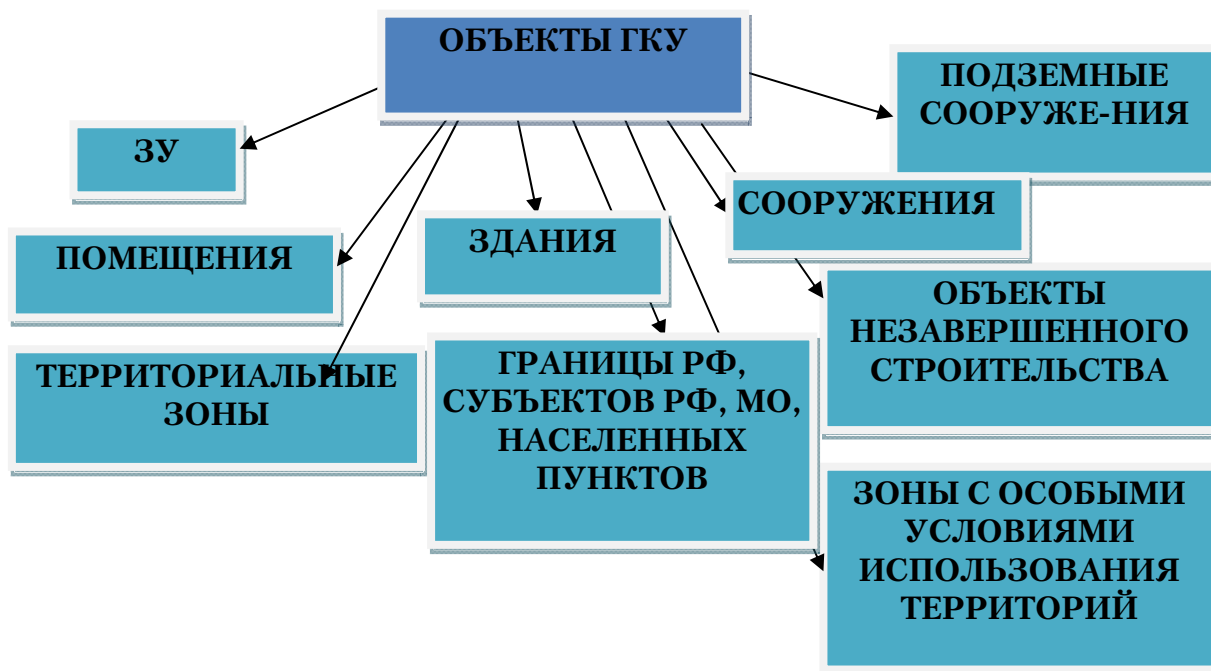 ОБЪЕКТЫ ГКУ
ПОДЗЕМНЫЕ
СООРУЖЕ-НИЯ
ЗУ
СООРУЖЕНИЯ
ПОМЕЩЕНИЯ
ЗДАНИЯ
ОБЪЕКТЫ
НЕЗАВЕРШЕННОГО
СТРОИТЕЛЬСТВА
ТЕРРИТОРИАЛЬНЫЕ
ЗОНЫ
ГРАНИЦЫ РФ,
СУБЪЕКТОВ РФ, МО,
НАСЕЛЕННЫХ
ПУНКТОВ
ЗОНЫ С ОСОБЫМИ
УСЛОВИЯМИ
ИСПОЛЬЗОВАНИЯ
ТЕРРИТОРИЙ